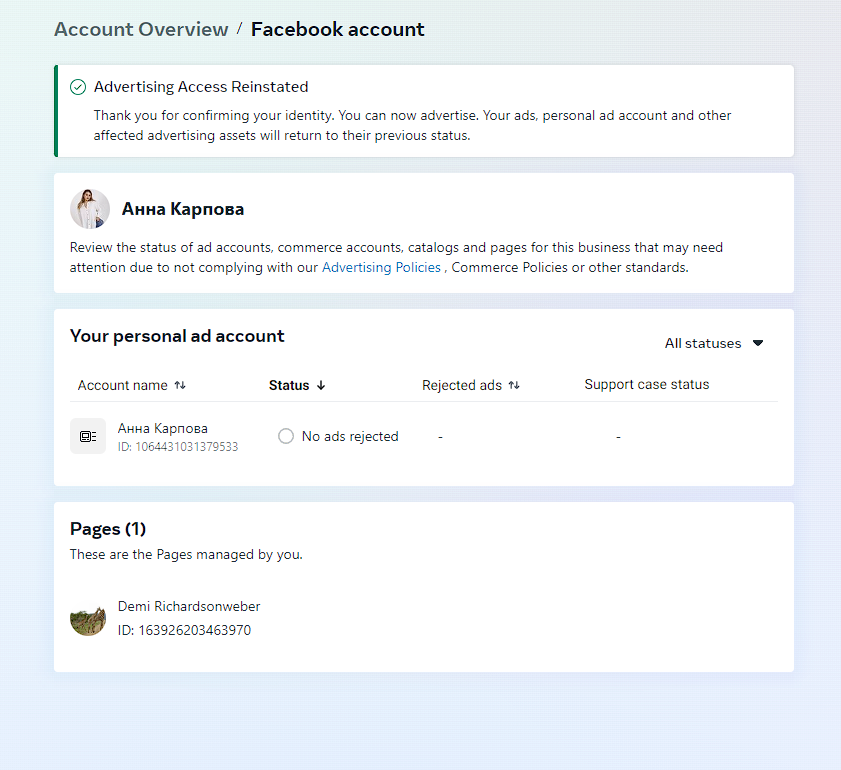 Account Overview / Facebook account
Advertising Access Reinstated
Thank you for confirming your identity. You can now advertise. Your ads, personal ad account and other
affected advertising assets will return to their previous status.
Анна Карпова
Review the status of ad accounts, commerce accounts, catalogs and pages for this business that may need
attention due to not complying with our Advertising Policies , Commerce Policies or other standards.
Your personal ad account
All statuses
Account name Status Rejected ads Support case status
Анна Карпова
ID: 1064431031379533
No ads rejected - -
Pages (1)
These are the Pages managed by you.
Demi Richardsonweber
ID: 163926203463970